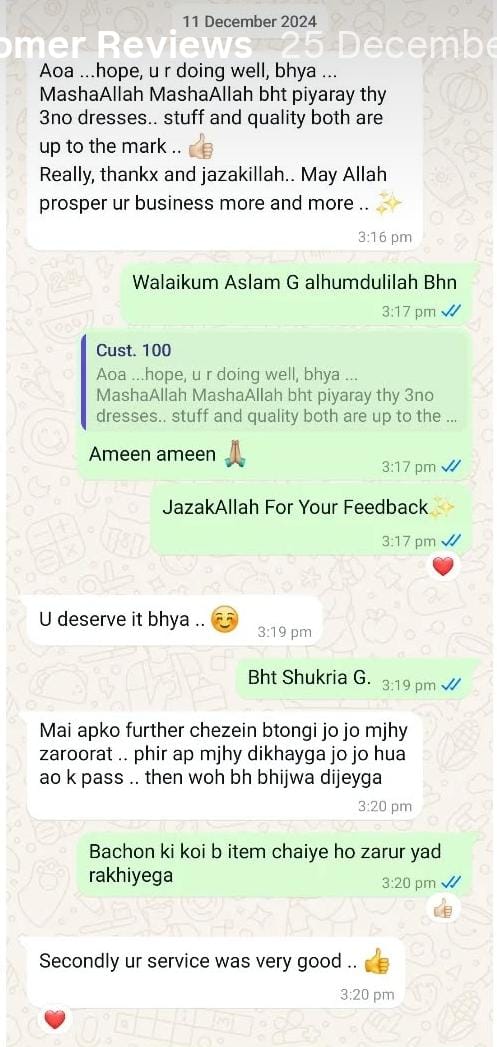 11 December 2024
omer Reviews 25 Decembe
Aoa ...hope, u r doing well, bhya ...
MashaAllah MashaAllah bht piyaray thy
3no dresses.. stuff and quality both are
up to the mark .. 👍🏻
Really, thankx and jazakillah.. May Allah
prosper ur business more and more .. ✨
3:16 pm
Walaikum Aslam G alhumdulilah Bhn
3:17 pm
Cust. 100
Aoa ...hope, u r doing well, bhya ...
MashaAllah MashaAllah bht piyaray thy 3no
dresses.. stuff and quality both are up to the ...
Ameen ameen 🙏🏼
3:17 pm
JazakAllah For Your Feedback✨
3:17 pm
❤️
U deserve it bhya .. ☺️
3:19 pm
Bht Shukria G.
3:19 pm
Mai apko further chezein btongi jo jo mjhy
zaroorat .. phir ap mjhy dikhayga jo jo hua
ao k pass .. then woh bh bhijwa dijeyga
3:20 pm
Bachon ki koi b item chaiye ho zarur yad
rakhiyega
3:20 pm
👍🏻
Secondly ur service was very good .. 👍
3:20 pm
❤️